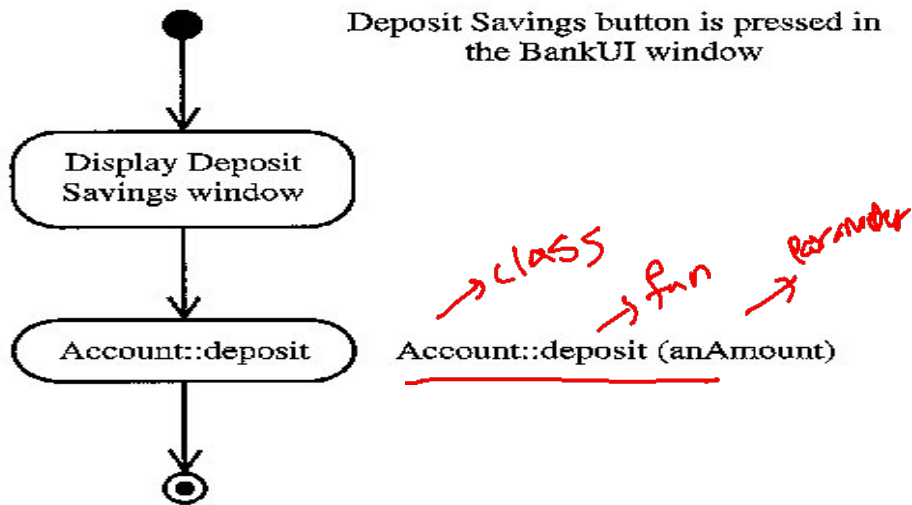 Deposit Savings button is pressed in
the BankUI window
Display Deposit
Savings window
class
fun
parameter
Account::deposit
Account::deposit (anAmount)